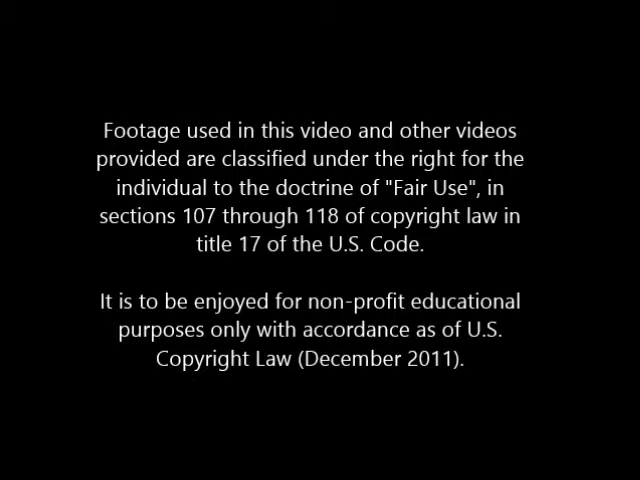 Footage used in this video and other videos
provided are classified under the right for the
individual to the doctrine of "Fair Use", in
sections 107 through 118 of copyright law in
title 17 of the U.S. Code.
It is to be enjoyed for non-profit educational
purposes only with accordance as of U.S.
Copyright Law (December 2011).